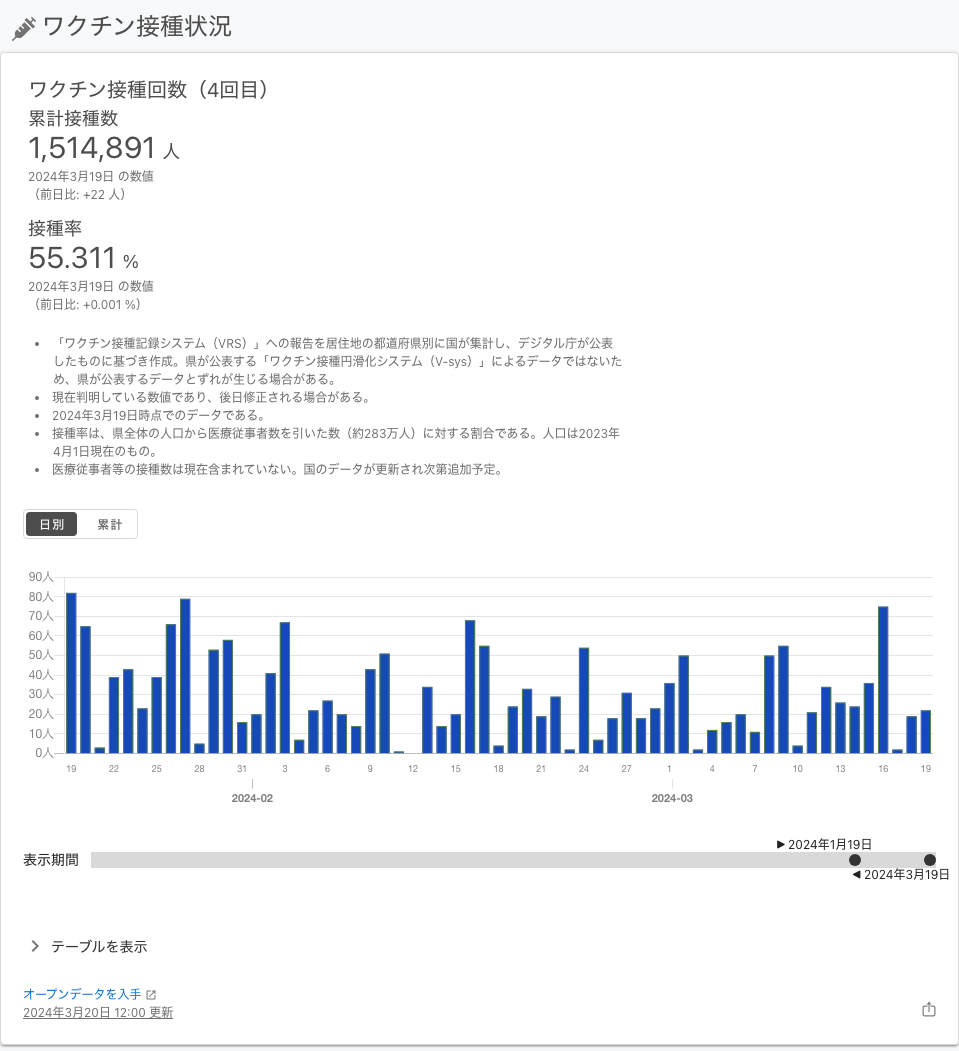 ワクチン接種状況
ワクチン接種回数（4回目）
累計接種数
1,514,891 人
2024年3月19日 の数値
（前日比: +22 人）
接種率
55.311 %
2024年3月19日 の数値
（前日比: +0.001 %）
• 「ワクチン接種記録システム（VRS）」への報告を居住地の都道府県別に国が集計し、デジタル庁が公表
したものに基づき作成。県が公表する「ワクチン接種円滑化システム（V-sys）」によるデータではないた
め、県が公表するデータとずれが生じる場合がある。
• 現在判明している数値であり、後日修正される場合がある。
• 2024年3月19日時点でのデータである。
• 接種率は、県全体の人口から医療従事者数を引いた数（約283万人）に対する割合である。人口は2023年
4月1日現在のもの。
• 医療従事者等の接種数は現在含まれていない。国のデータが更新され次第追加予定。
日別 累計
90人
80人
70人
60人
50人
40人
30人
20人
10人
0人
19 22 25 28 31 3 6 9 12 15 18 21 24 27 1 4 7 10 13 16 19
2024-02 2024-03
▶ 2024年1月19日
表示期間
◀ 2024年3月19日
テーブルを表示
オープンデータを入手
2024年3月20日 12:00 更新